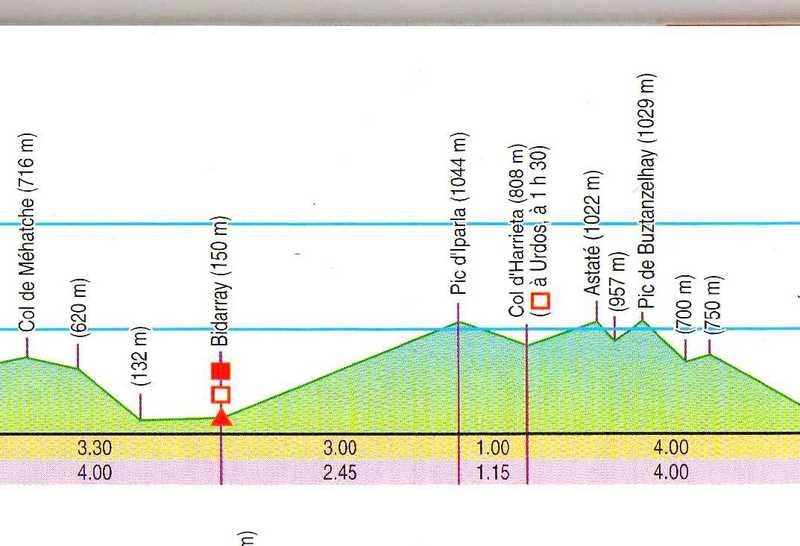 Col de Méhatche (716 m)
(620 m)
(132 m)
Bidarray (150 m)
Pic d'Iparla (1044 m)
Col d'Harrieta (808 m)
( à Urdos, à 1 h 30)
Astaté (1022 m)
(957 m)
Pic de Buztanzelhay (1029 m)
(700 m)
(750 m)
3.30 3.00 1.00 4.00
4.00 2.45 1.15 4.00
m)